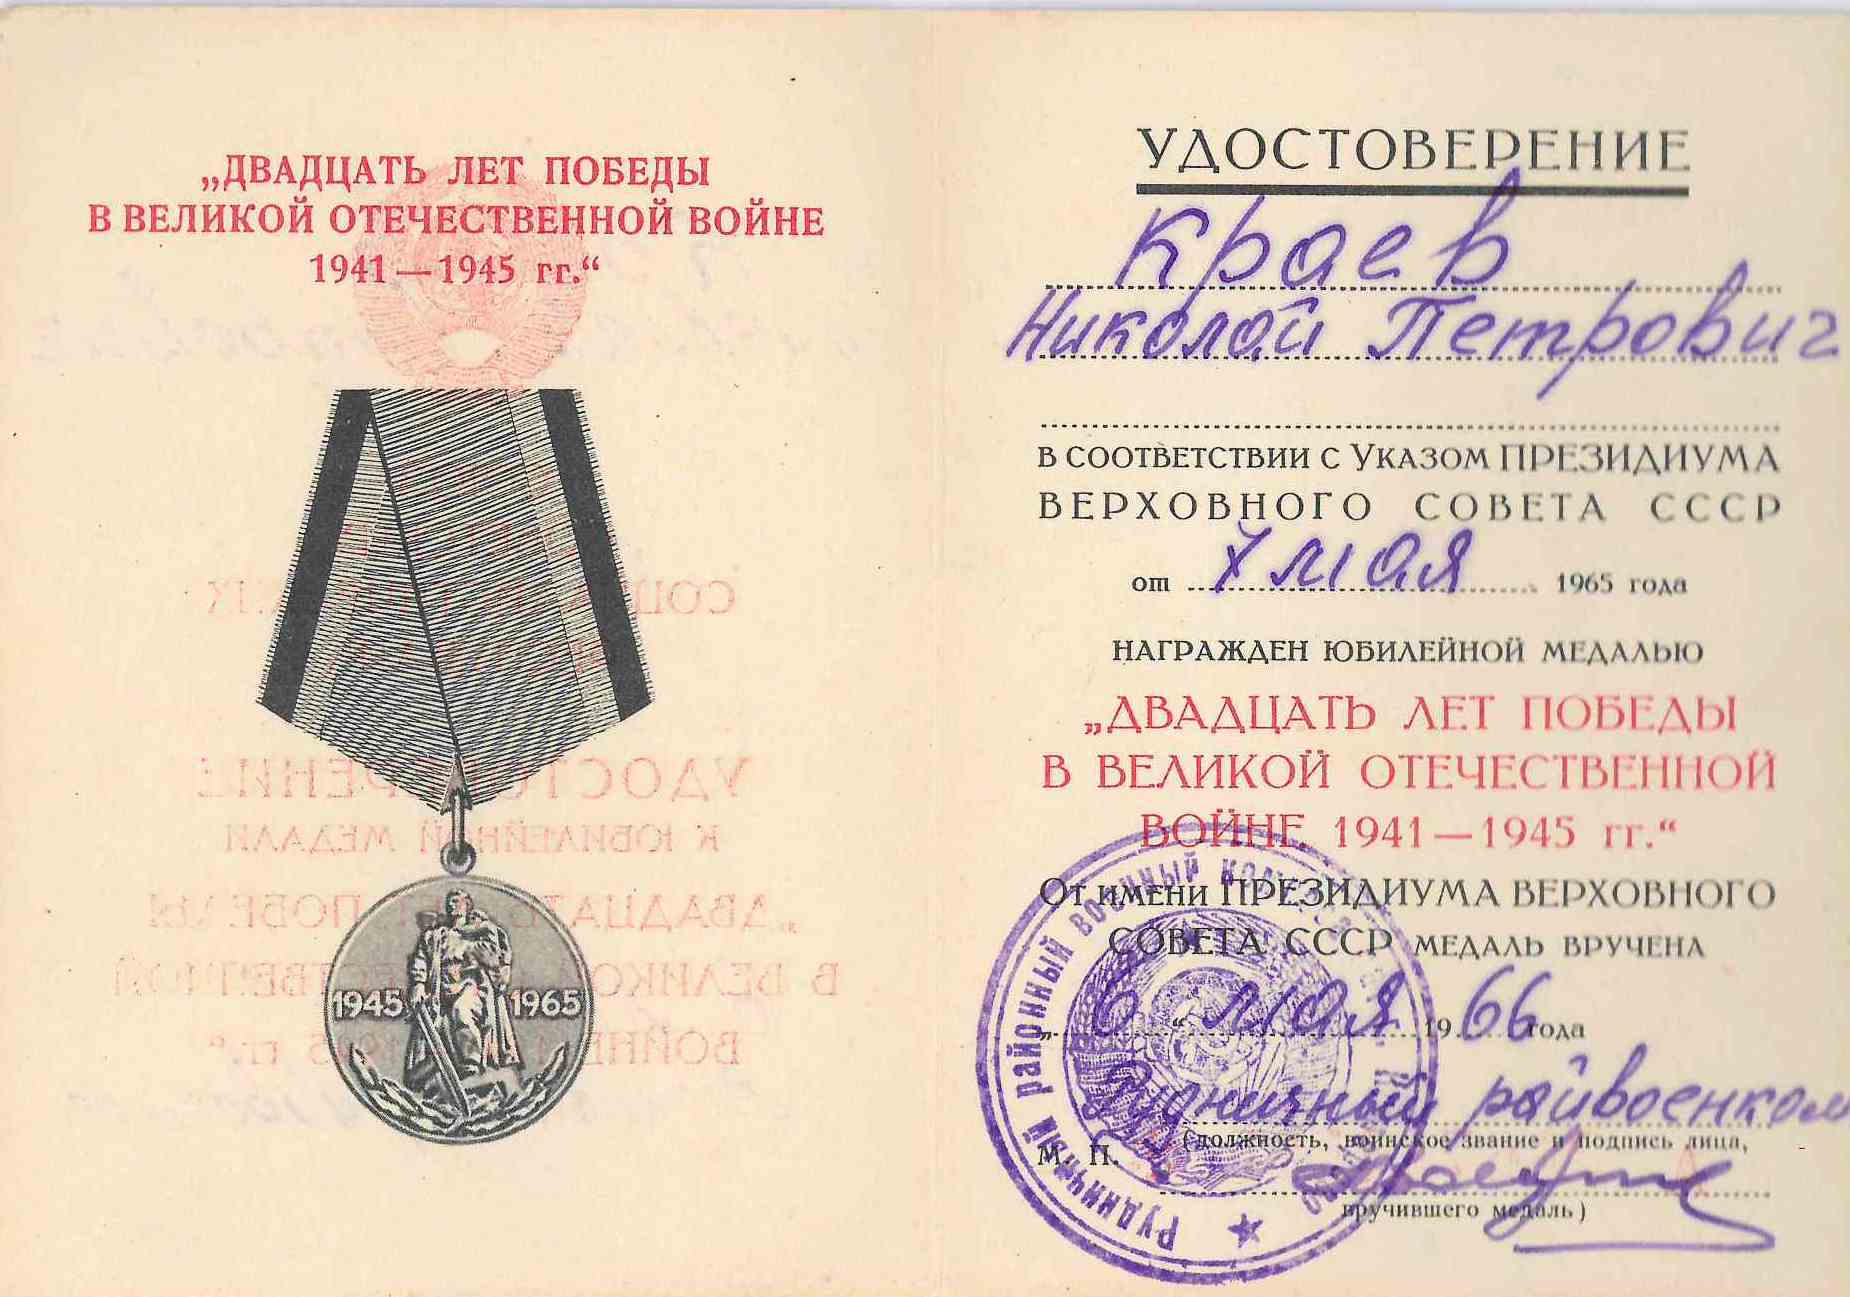 „ДВАДЦАТЬ ЛЕТ ПОБЕДЫ
В ВЕЛИКОЙ ОТЕЧЕСТВЕННОЙ ВОЙНЕ
1941—1945 гг.“
1945 1965
УДОСТОВЕРЕНИЕ
Краев
Николай Петрович
В СООТВЕТСТВИИ С УКАЗОМ ПРЕЗИДИУМА
ВЕРХОВНОГО СОВЕТА СССР
от 7 мая 1965 года
НАГРАЖДЕН ЮБИЛЕЙНОЙ МЕДАЛЬЮ
„ДВАДЦАТЬ ЛЕТ ПОБЕДЫ
В ВЕЛИКОЙ ОТЕЧЕСТВЕННОЙ
ВОЙНЕ 1941—1945 гг.“
ОТ ИМЕНИ ПРЕЗИДИУМА ВЕРХОВНОГО
СОВЕТА СССР МЕДАЛЬ ВРУЧЕНА
„6“ мая 1966 года
Рудничный райвоенком
М. П. (должность, воинское звание и подпись лица,
вручившего медаль)
Рудничный районный военный